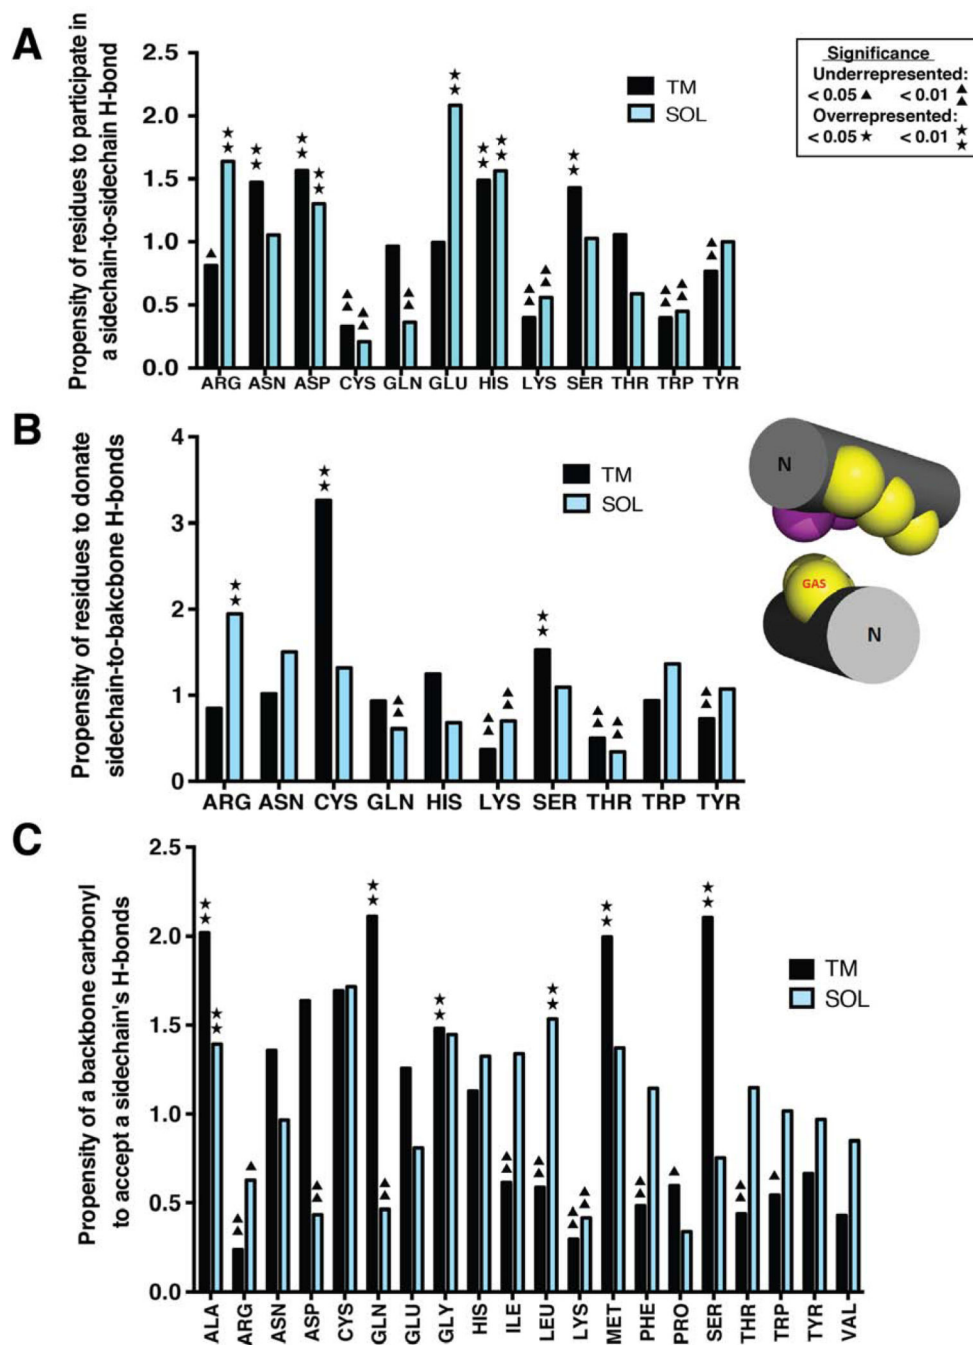 A
Propensity of residues to participate in
a sidechain-to-sidechain H-bond
2.5
2.0
1.5
1.0
0.5
0.0
TM
SOL
ARG ASN ASP CYS GLN GLU HIS LYS SER THR TRP TYR
Significance
Underrepresented:
< 0.05 ▲ < 0.01 ▲▲
Overrepresented:
< 0.05 ★ < 0.01 ★★
B
Propensity of residues to donate
sidechain-to-bakcbone H-bonds
4
3
2
1
0
TM
SOL
ARG ASN CYS GLN HIS LYS SER THR TRP TYR
N
GAS
N
C
Propensity of a backbone carbonyl
to accept a sidechain's H-bonds
2.5
2.0
1.5
1.0
0.5
0.0
TM
SOL
ALA ARG ASN ASP CYS GLN GLU GLY HIS ILE LEU LYS MET PHE PRO SER THR TRP TYR VAL